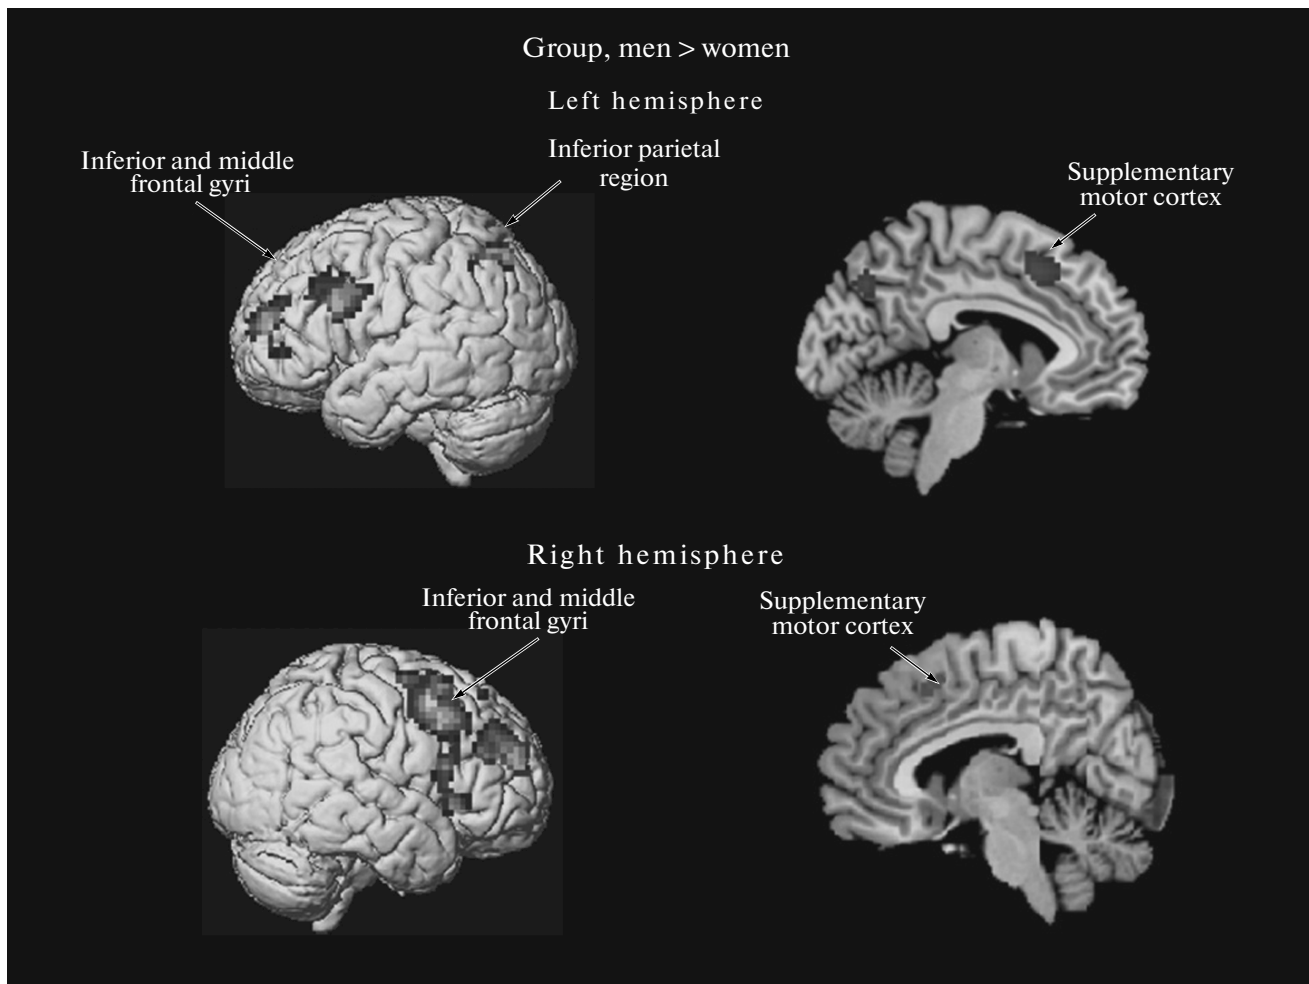 Group, men > women
Left hemisphere
Inferior and middle
frontal gyri
Inferior parietal
region
Supplementary
motor cortex
Right hemisphere
Inferior and middle
frontal gyri
Supplementary
motor cortex